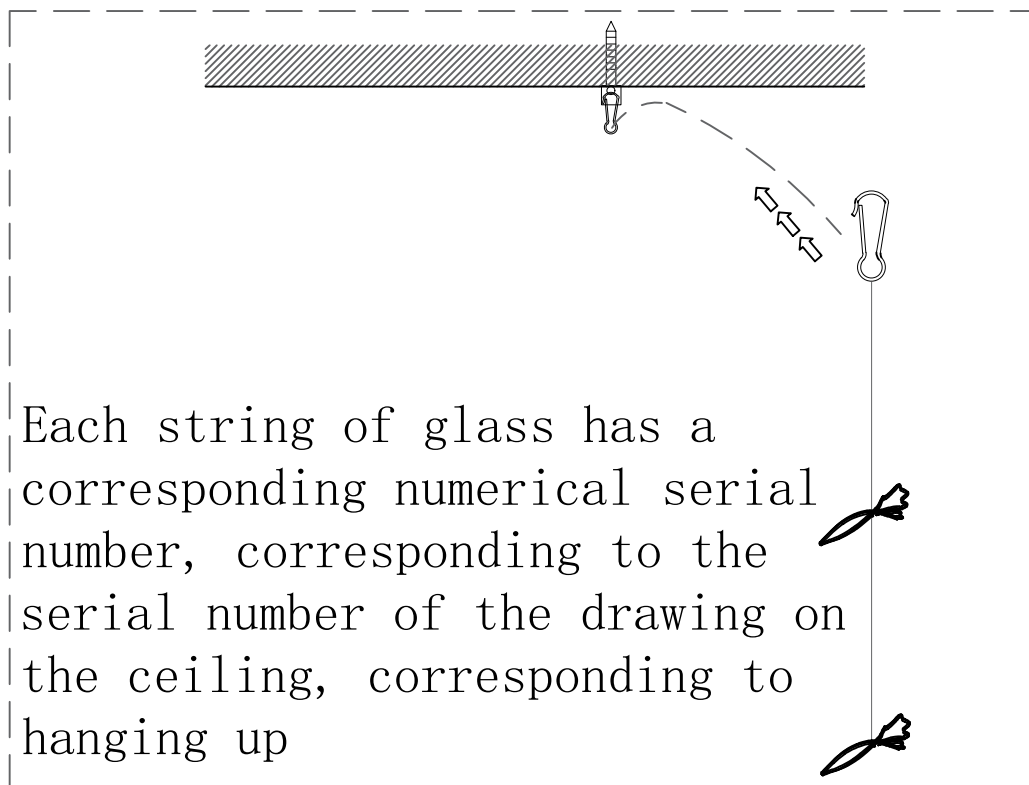 Each string of glass has a
corresponding numerical serial
number, corresponding to the
serial number of the drawing on
the ceiling, corresponding to
hanging up